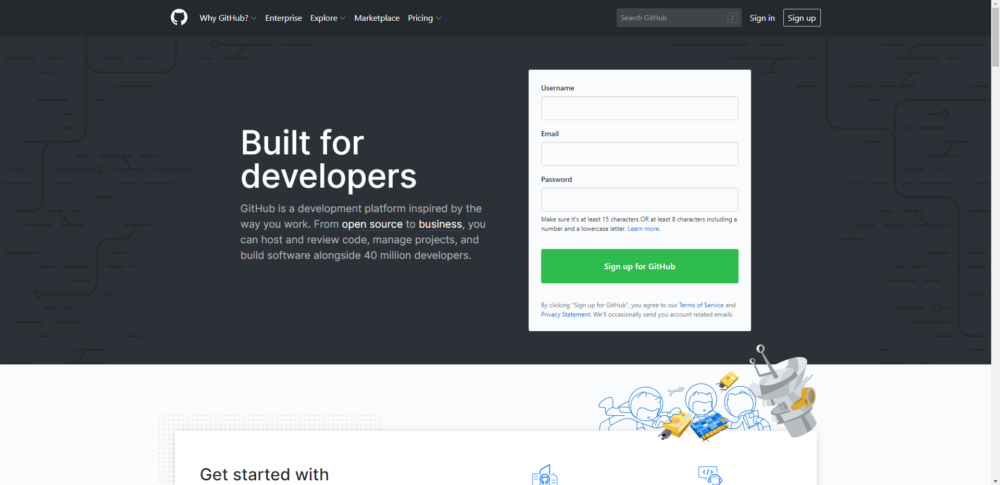 Why GitHub? Enterprise Explore Marketplace Pricing Search GitHub / Sign in Sign up
Built for
developers
GitHub is a development platform inspired by the
way you work. From open source to business, you
can host and review code, manage projects, and
build software alongside 40 million developers.
Username
Email
Password
Make sure it's at least 15 characters OR at least 8 characters including a
number and a lowercase letter. Learn more.
Sign up for GitHub
By clicking “Sign up for GitHub”, you agree to our Terms of Service and
Privacy Statement. We’ll occasionally send you account related emails.
Get started with